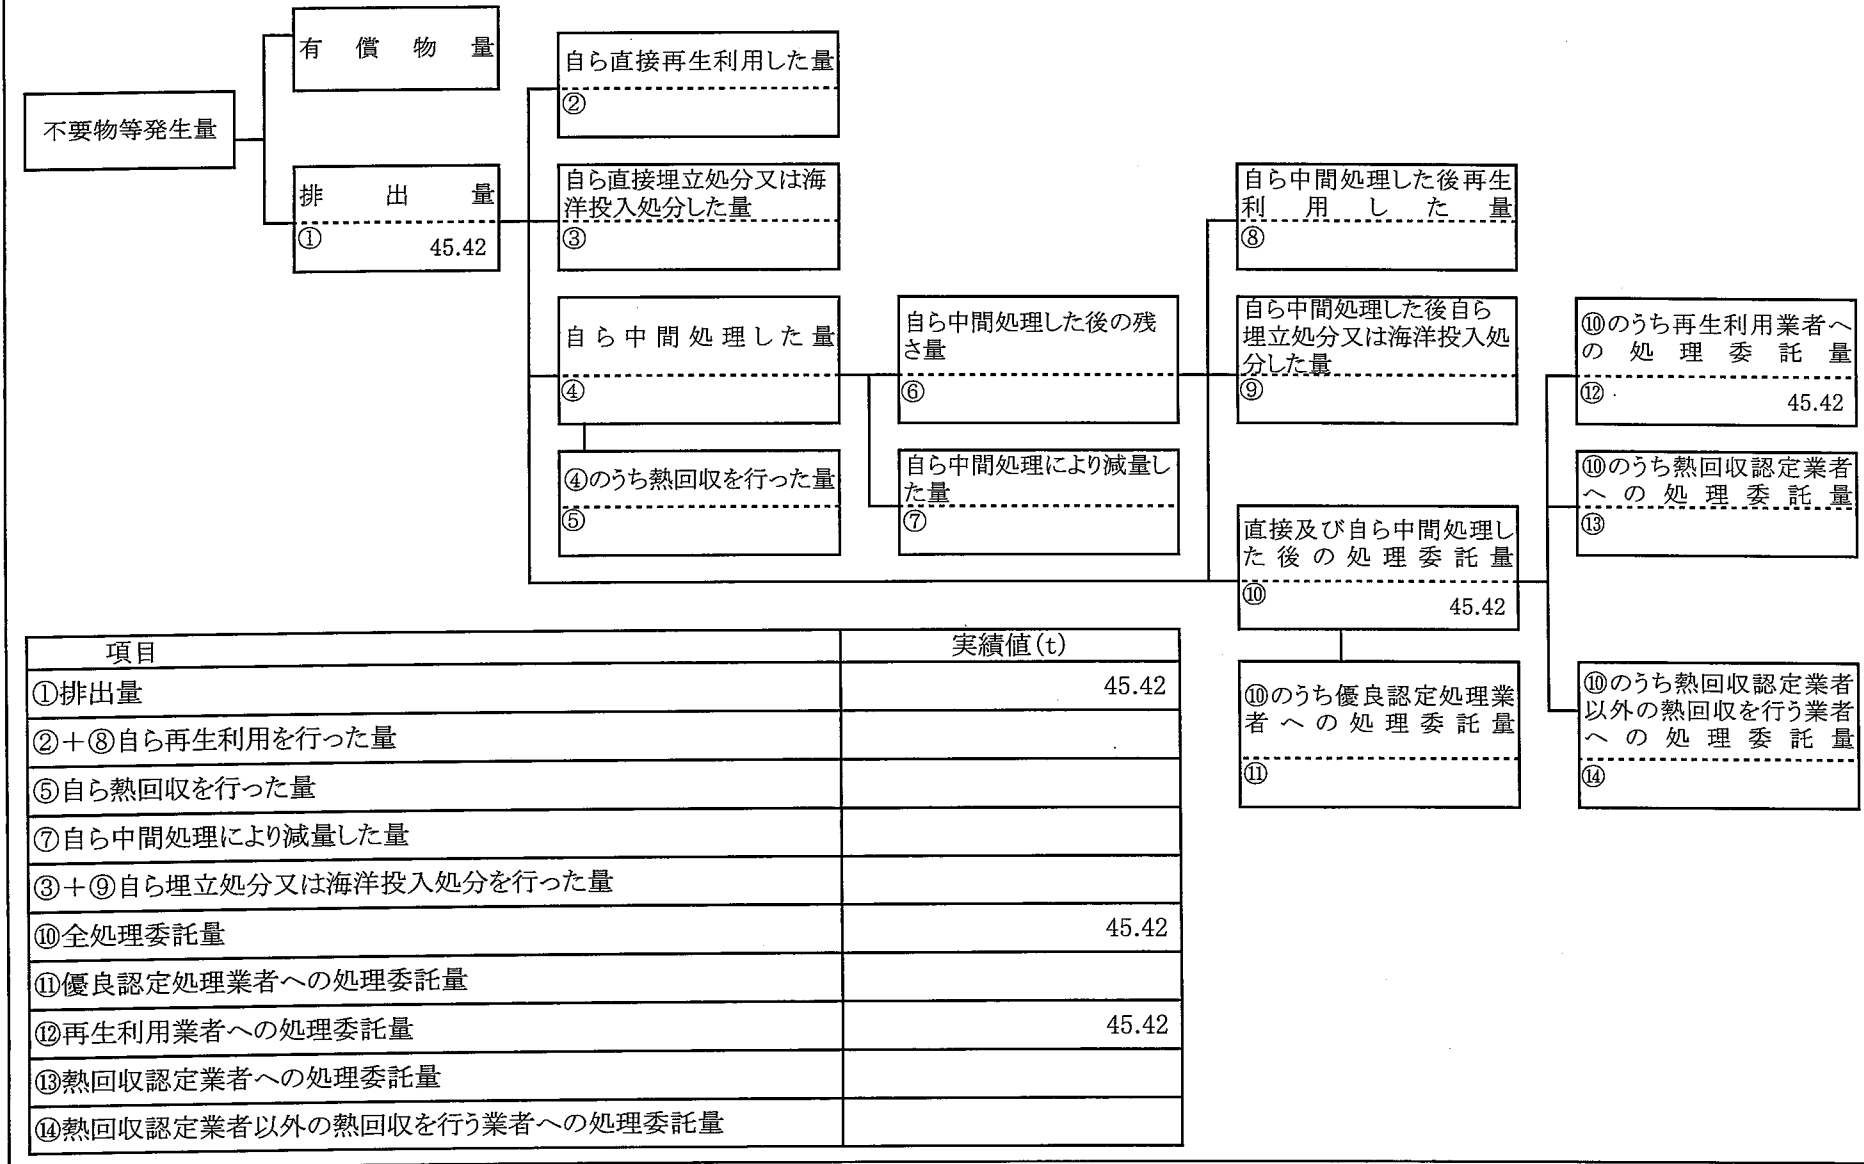 不要物等発生量
有償物量
排出量
①
45.42
自ら直接再生利用した量
②
自ら直接埋立処分又は海
洋投入処分した量
③
自ら中間処理した量
④
④のうち熱回収を行った量
⑤
自ら中間処理した後の残
さ量
⑥
自ら中間処理により減量し
た量
⑦
自ら中間処理した後再生
利用した量
⑧
自ら中間処理した後自ら
埋立処分又は海洋投入処
分した量
⑨
直接及び自ら中間処理し
た後の処理委託量
⑩
45.42
⑩のうち優良認定処理業
者への処理委託量
⑪
⑩のうち再生利用業者へ
の処理委託量
⑫
45.42
⑩のうち熱回収認定業者
への処理委託量
⑬
⑩のうち熱回収認定業者
以外の熱回収を行う業者
への処理委託量
⑭
項目 実績値(t)
①排出量 45.42
②+⑧自ら再生利用を行った量
⑤自ら熱回収を行った量
⑦自ら中間処理により減量した量
③+⑨自ら埋立処分又は海洋投入処分を行った量
⑩全処理委託量 45.42
⑪優良認定処理業者への処理委託量
⑫再生利用業者への処理委託量 45.42
⑬熱回収認定業者への処理委託量
⑭熱回収認定業者以外の熱回収を行う業者への処理委託量